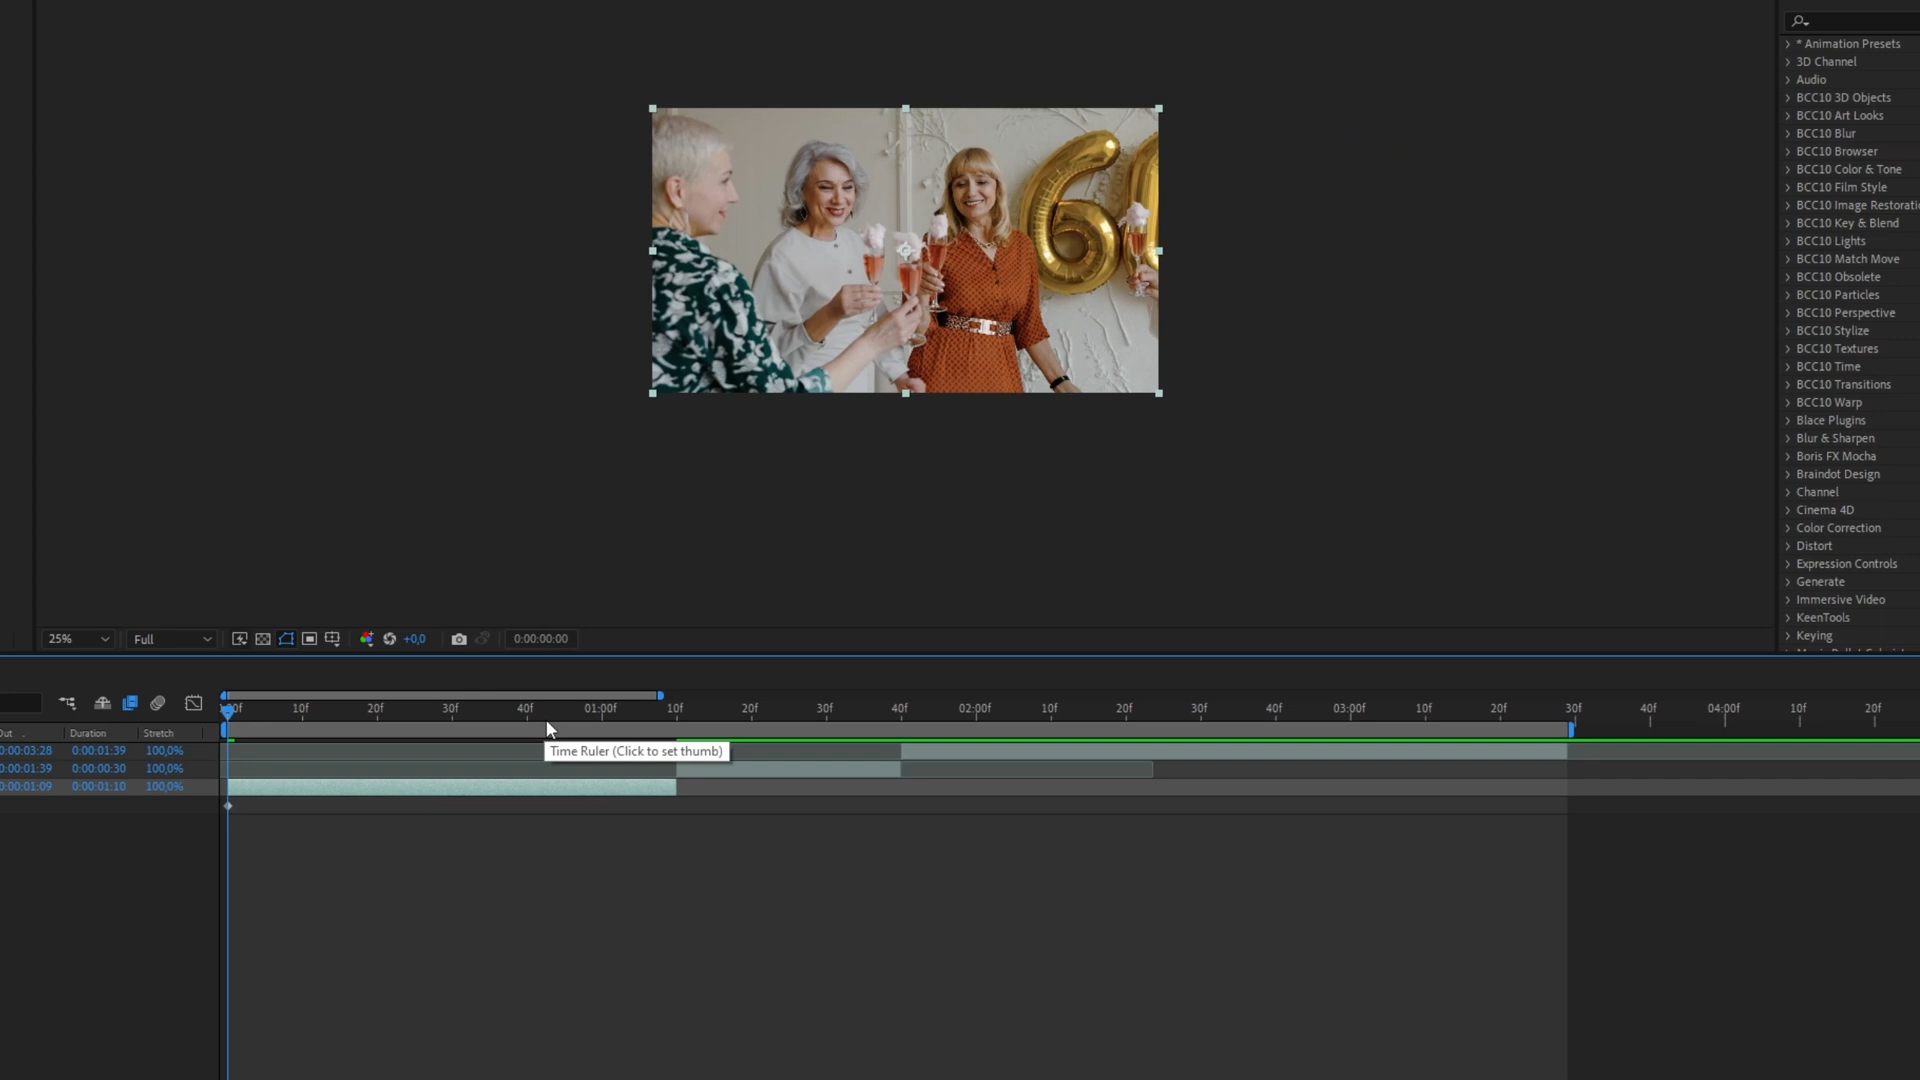 * Animation Presets
3D Channel
Audio
BCC10 3D Objects
BCC10 Art Looks
BCC10 Blur
BCC10 Browser
BCC10 Color & Tone
BCC10 Film Style
BCC10 Image Restorati
BCC10 Key & Blend
BCC10 Lights
BCC10 Match Move
BCC10 Obsolete
BCC10 Particles
BCC10 Perspective
BCC10 Stylize
BCC10 Textures
BCC10 Time
BCC10 Transitions
BCC10 Warp
Blace Plugins
Blur & Sharpen
Boris FX Mocha
Braindot Design
Channel
Cinema 4D
Color Correction
Distort
Expression Controls
Generate
Immersive Video
KeenTools
Keying
60
25% Full +0,0 0:00:00:00
00f 10f 20f 30f 40f 01:00f 10f 20f 30f 40f 02:00f 10f 20f 30f 40f 03:00f 10f 20f 30f 40f 04:00f 10f 20f
Out Duration Stretch
0:00:03:28 0:00:01:39 100,0%
0:00:01:39 0:00:00:30 100,0%
0:00:01:09 0:00:01:10 100,0%
Time Ruler (Click to set thumb)